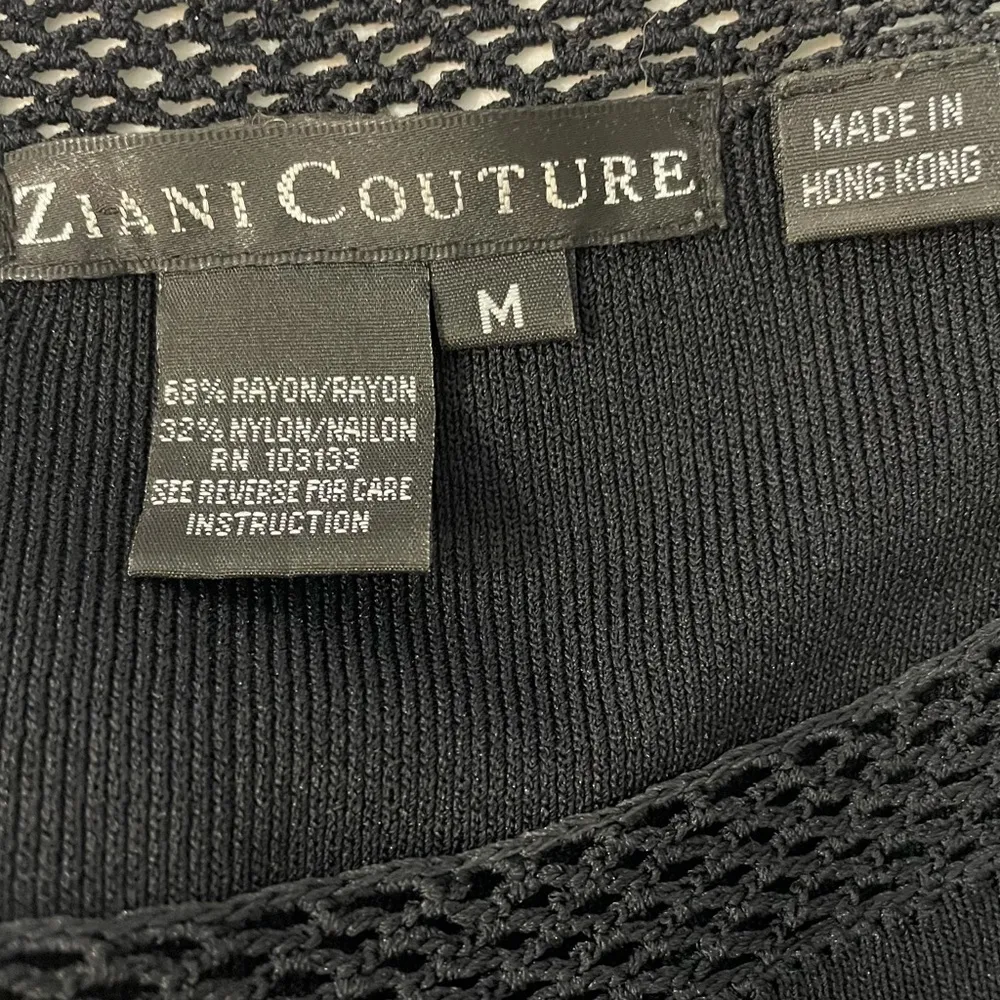 ZIANI COUTURE
MADE IN
HONG KONG
M
68% RAYON/RAYON
32% NYLON/NAILON
RN 103133
SEE REVERSE FOR CARE
INSTRUCTION